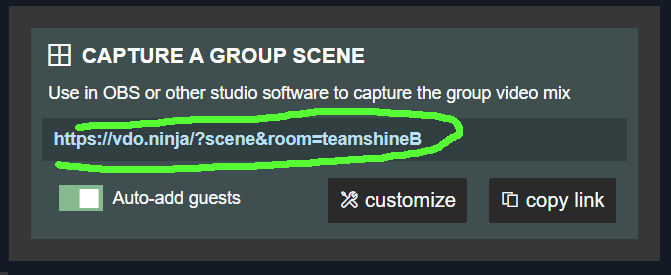 CAPTURE A GROUP SCENE
Use in OBS or other studio software to capture the group video mix
https://vdo.ninja/?scene&room=teamshineB
Auto-add guests
customize
copy link